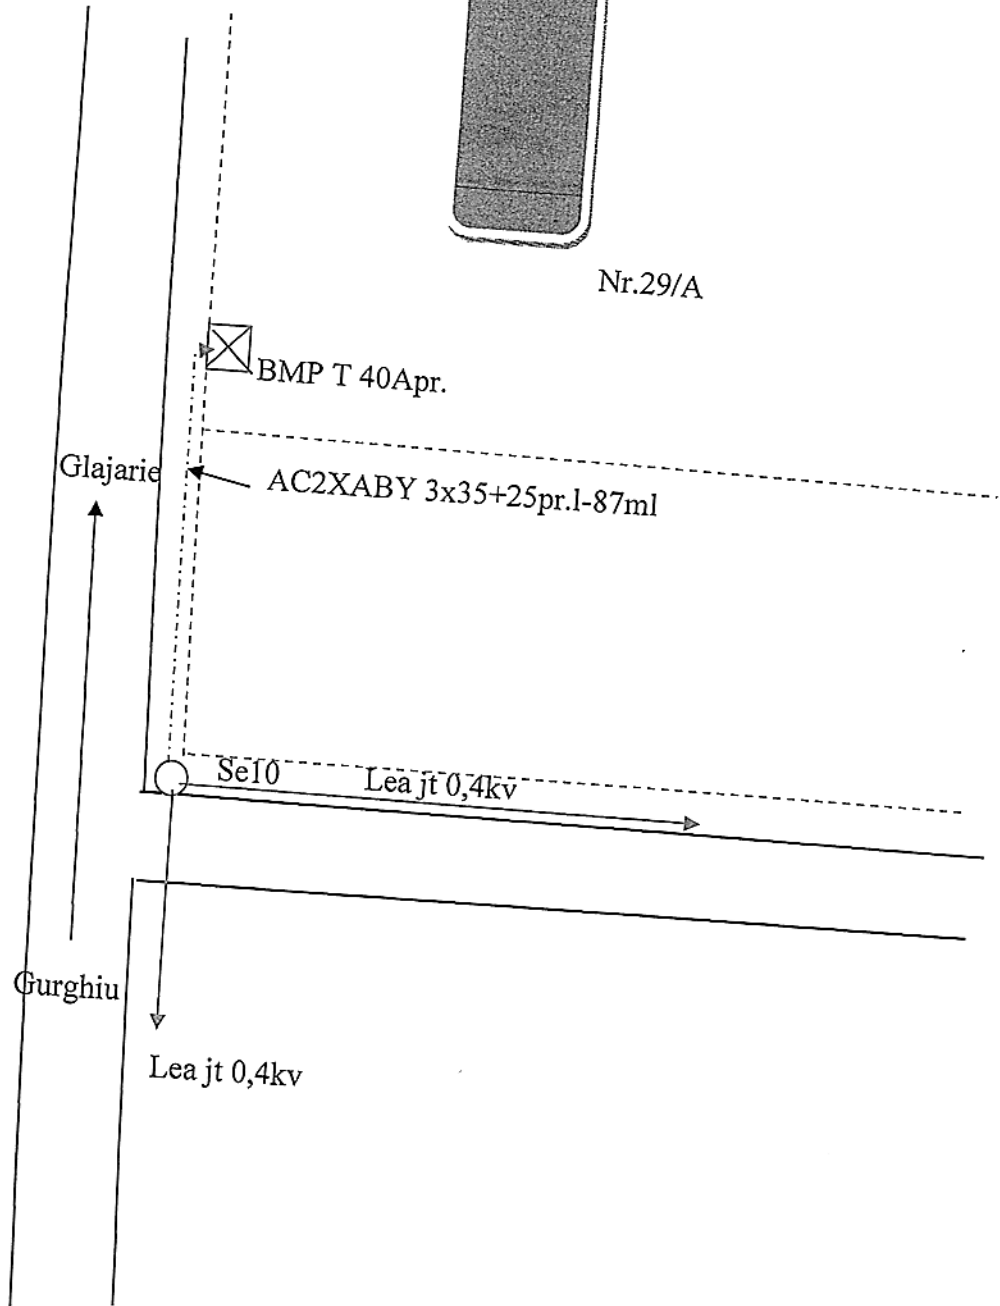 Nr.29/A
BMP T 40Apr.
Glajarie
AC2XABY 3x35+25pr.l-87ml
Se10
Lea jt 0,4kv
Gurghiu
Lea jt 0,4kv